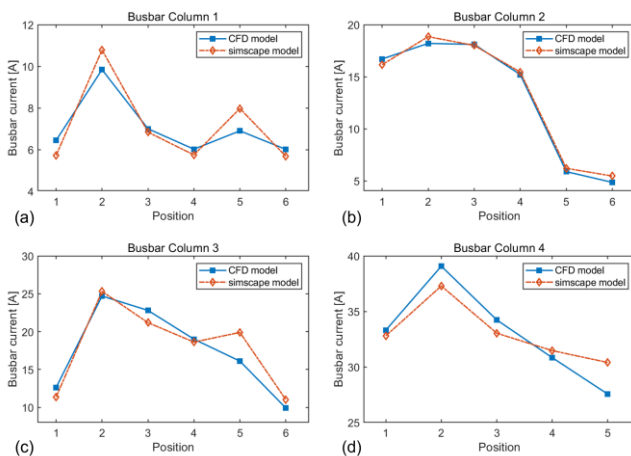 Busbar Column 1
12
10
8
6
4
Busbar current [A]
CFD model
simscape model
1 2 3 4 5 6
Position
(a)
Busbar Column 2
20
15
10
5
Busbar current [A]
CFD model
simscape model
1 2 3 4 5 6
Position
(b)
Busbar Column 3
30
25
20
15
10
Busbar current [A]
CFD model
simscape model
1 2 3 4 5 6
Position
(c)
Busbar Column 4
40
35
30
25
Busbar current [A]
CFD model
simscape model
1 2 3 4 5
Position
(d)